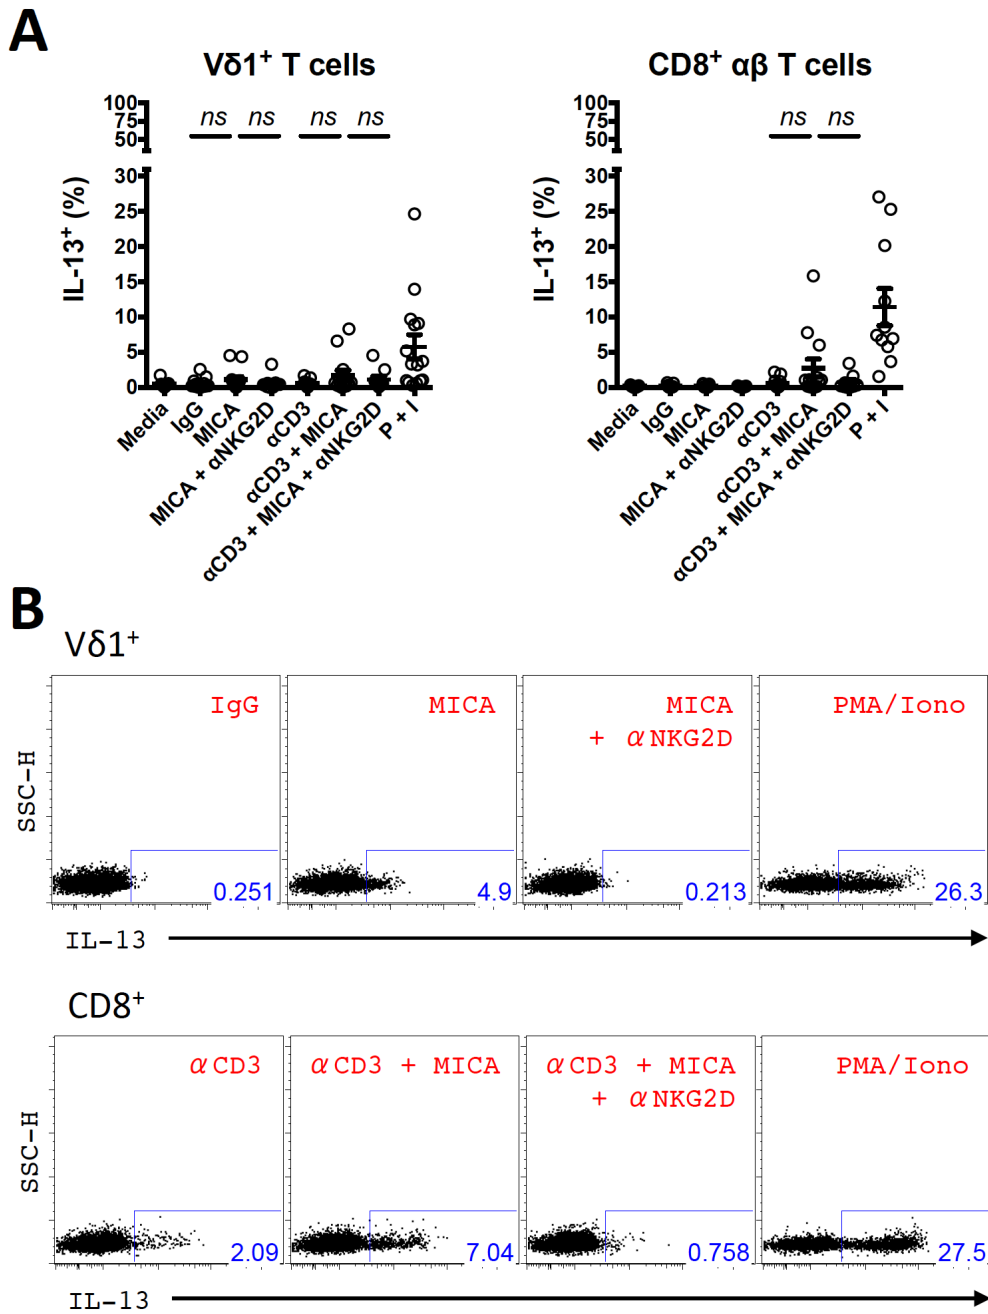 A
Vδ1⁺ T cells
IL-13⁺ (%)
100
75
50
30
25
20
15
10
5
0
ns ns ns ns
Media
IgG
MICA
MICA + αNKG2D
αCD3
αCD3 + MICA
αCD3 + MICA + αNKG2D
P + I
CD8⁺ αβ T cells
IL-13⁺ (%)
100
75
50
30
25
20
15
10
5
0
ns ns
Media
IgG
MICA
MICA + αNKG2D
αCD3
αCD3 + MICA
αCD3 + MICA + αNKG2D
P + I
B
Vδ1⁺
SSC-H
IgG
0.251
MICA
4.9
MICA
+ αNKG2D
0.213
PMA/Iono
26.3
IL-13
CD8⁺
SSC-H
αCD3
2.09
αCD3 + MICA
7.04
αCD3 + MICA
+ αNKG2D
0.758
PMA/Iono
27.5
IL-13